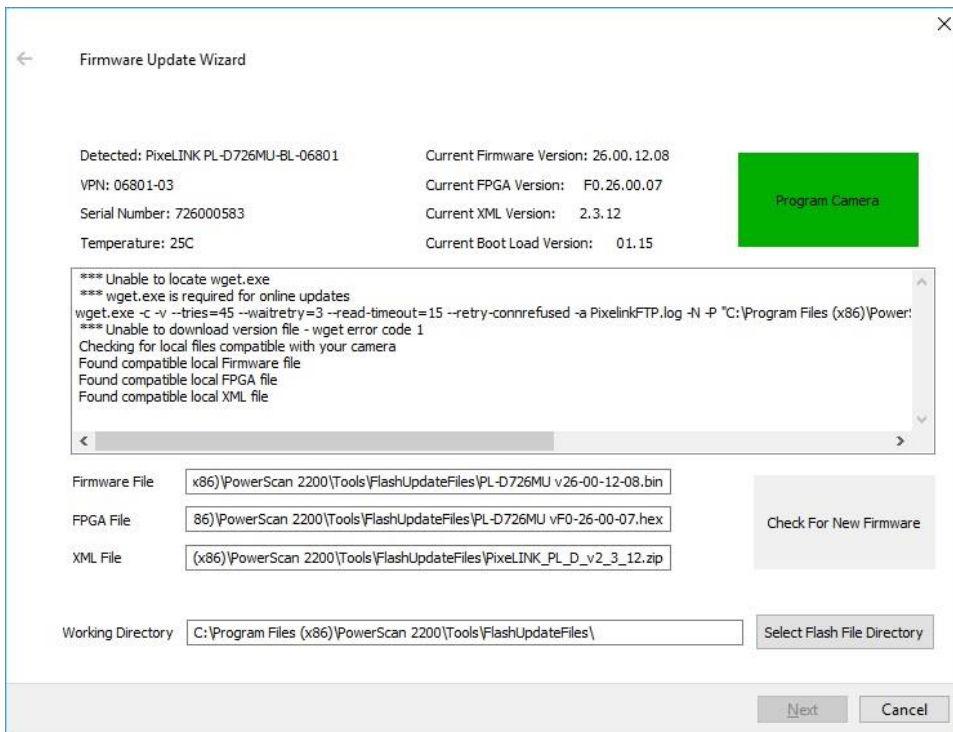 Firmware Update Wizard
Detected: PixeLINK PL-D726MU-BL-06801
Current Firmware Version: 26.00.12.08
VPN: 06801-03
Current FPGA Version: F0.26.00.07
Serial Number: 726000583
Current XML Version: 2.3.12
Temperature: 25C
Current Boot Load Version: 01.15
Program Camera
*** Unable to locate wget.exe
*** wget.exe is required for online updates
wget.exe -c -v --tries=45 --waitretry=3 --read-timeout=15 --retry-connrefused -a PixelinkFTP.log -N -P "C:\Program Files (x86)\Power
*** Unable to download version file - wget error code 1
Checking for local files compatible with your camera
Found compatible local Firmware file
Found compatible local FPGA file
Found compatible local XML file
Firmware File
x86)\PowerScan 2200\Tools\FlashUpdateFiles\PL-D726MU v26-00-12-08.bin
FPGA File
86)\PowerScan 2200\Tools\FlashUpdateFiles\PL-D726MU vF0-26-00-07.hex
XML File
(x86)\PowerScan 2200\Tools\FlashUpdateFiles\PixeLINK_PL_D_v2_3_12.zip
Check For New Firmware
Working Directory
C:\Program Files (x86)\PowerScan 2200\Tools\FlashUpdateFiles\
Select Flash File Directory
Next
Cancel